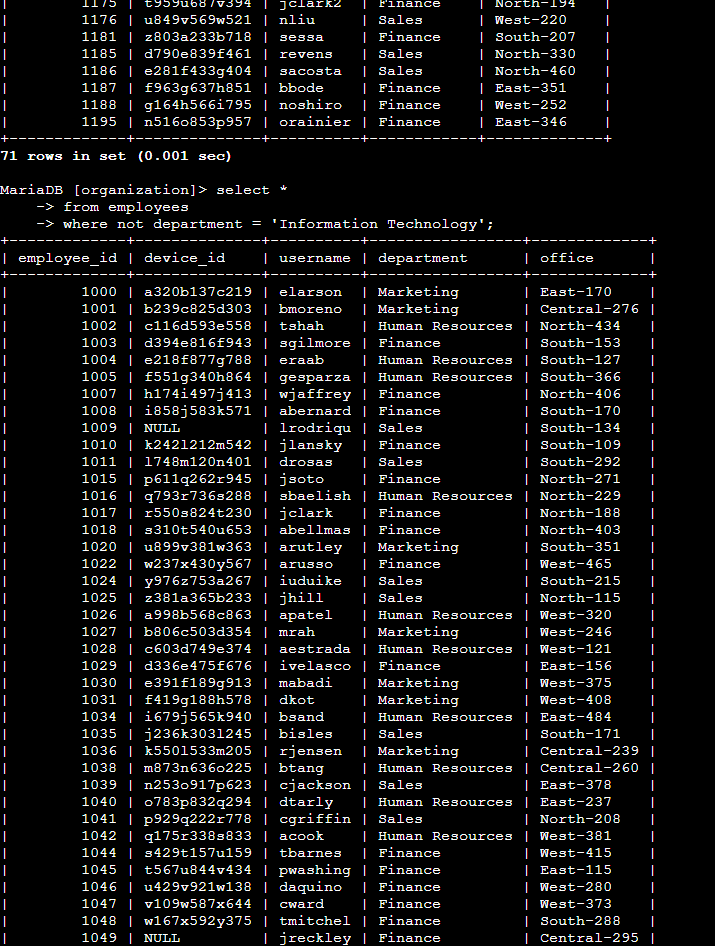 |        1175 | t959u687v394 | jclark2  | Finance    | North-194   |
|        1176 | u849v569w521 | nliu     | Sales      | West-220    |
|        1181 | z803a233b718 | sessa    | Finance    | South-207   |
|        1185 | d790e839f461 | revens   | Sales      | North-330   |
|        1186 | e281f433g404 | sacosta  | Sales      | North-460   |
|        1187 | f963g637h851 | bbode    | Finance    | East-351    |
|        1188 | g164h566i795 | noshiro  | Finance    | West-252    |
|        1195 | n516o853p957 | orainier | Finance    | East-346    |
+-------------+--------------+----------+------------+-------------+
71 rows in set (0.001 sec)
MariaDB [organization]> select *
    -> from employees
    -> where not department = 'Information Technology';
+-------------+--------------+----------+-----------------+-------------+
| employee_id | device_id    | username | department      | office      |
+-------------+--------------+----------+-----------------+-------------+
|        1000 | a320b137c219 | elarson  | Marketing       | East-170    |
|        1001 | b239c825d303 | bmoreno  | Marketing       | Central-276 |
|        1002 | c116d593e558 | tshah    | Human Resources | North-434   |
|        1003 | d394e816f943 | sgilmore | Finance         | South-153   |
|        1004 | e218f877g788 | eraab    | Human Resources | South-127   |
|        1005 | f551g340h864 | gesparza | Human Resources | South-366   |
|        1007 | h174i497j413 | wjaffrey | Finance         | North-406   |
|        1008 | i858j583k571 | abernard | Finance         | South-170   |
|        1009 | NULL         | lrodriqu | Sales           | South-134   |
|        1010 | k242l212m542 | jlansky  | Finance         | South-109   |
|        1011 | l748m120n401 | drosas   | Sales           | South-292   |
|        1015 | p611q262r945 | jsoto    | Finance         | North-271   |
|        1016 | q793r736s288 | sbaelish | Human Resources | North-229   |
|        1017 | r550s824t230 | jclark   | Finance         | North-188   |
|        1018 | s310t540u653 | abellmas | Finance         | North-403   |
|        1020 | u899v381w363 | arutley  | Marketing       | South-351   |
|        1022 | w237x430y567 | arusso   | Finance         | West-465    |
|        1024 | y976z753a267 | iuduike  | Sales           | South-215   |
|        1025 | z381a365b233 | jhill    | Sales           | North-115   |
|        1026 | a998b568c863 | apatel   | Human Resources | West-320    |
|        1027 | b806c503d354 | mrah     | Marketing       | West-246    |
|        1028 | c603d749e374 | aestrada | Human Resources | West-121    |
|        1029 | d336e475f676 | ivelasco | Finance         | East-156    |
|        1030 | e391f189g913 | mabadi   | Marketing       | West-375    |
|        1031 | f419g188h578 | dkot     | Marketing       | West-408    |
|        1034 | i679j565k940 | bsand    | Human Resources | East-484    |
|        1035 | j236k303l245 | bisles   | Sales           | South-171   |
|        1036 | k550l533m205 | rjensen  | Marketing       | Central-239 |
|        1038 | m873n636o225 | btang    | Human Resources | Central-260 |
|        1039 | n253o917p623 | cjackson | Sales           | East-378    |
|        1040 | o783p832q294 | dtarly   | Human Resources | East-237    |
|        1041 | p929q222r778 | cgriffin | Sales           | North-208   |
|        1042 | q175r338s833 | acook    | Human Resources | West-381    |
|        1044 | s429t157u159 | tbarnes  | Finance         | West-415    |
|        1045 | t567u844v434 | pwashing | Finance         | East-115    |
|        1046 | u429v921w138 | daquino  | Finance         | West-280    |
|        1047 | v109w587x644 | cward    | Finance         | West-373    |
|        1048 | w167x592y375 | tmitchel | Finance         | South-288   |
|        1049 | NULL         | jreckley | Finance         | Central-295 |